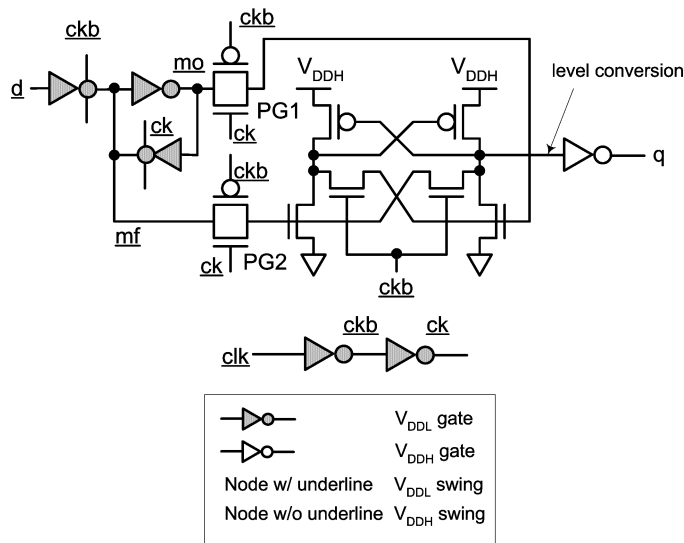 ckb
ckb
d
mo
V_DDH
V_DDH
level conversion
ck
PG1
ck
q
ckb
mf
ck
PG2
ckb
ckb
ck
clk
V_DDL gate
V_DDH gate
Node w/ underline V_DDL swing
Node w/o underline V_DDH swing